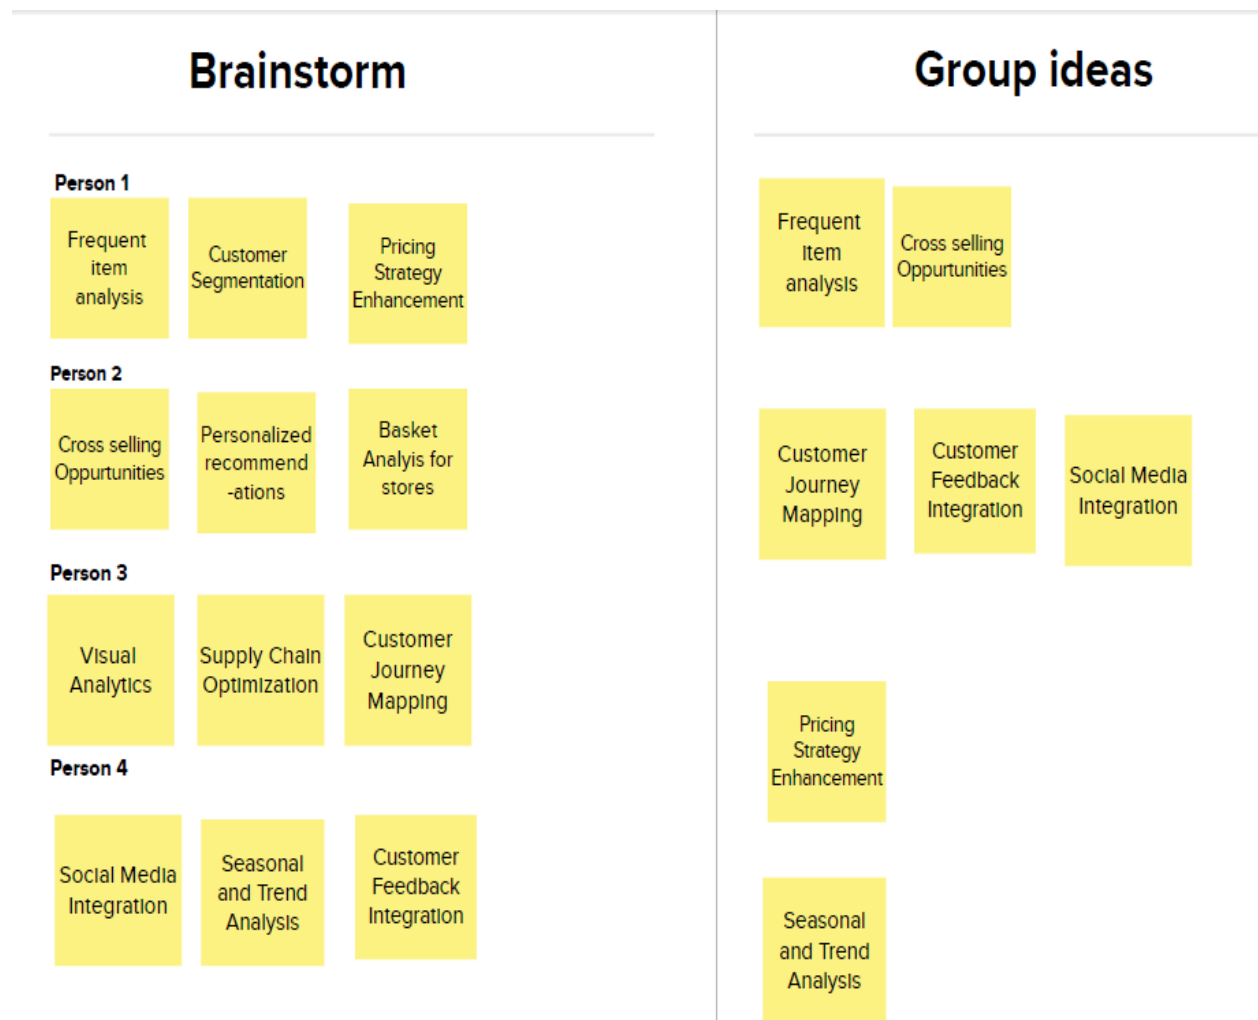 Brainstorm
Person 1
Frequent
item
analysis
Customer
Segmentation
Pricing
Strategy
Enhancement
Person 2
Cross selling
Oppurtunities
Personalized
recommend
-ations
Basket
Analyis for
stores
Person 3
Visual
Analytics
Supply Chain
Optimization
Customer
Journey
Mapping
Person 4
Social Media
Integration
Seasonal
and Trend
Analysis
Customer
Feedback
Integration
Group ideas
Frequent
Item
analysis
Cross selling
Oppurtunities
Customer
Journey
Mapping
Customer
Feedback
Integration
Social Media
Integration
Pricing
Strategy
Enhancement
Seasonal
and Trend
Analysis